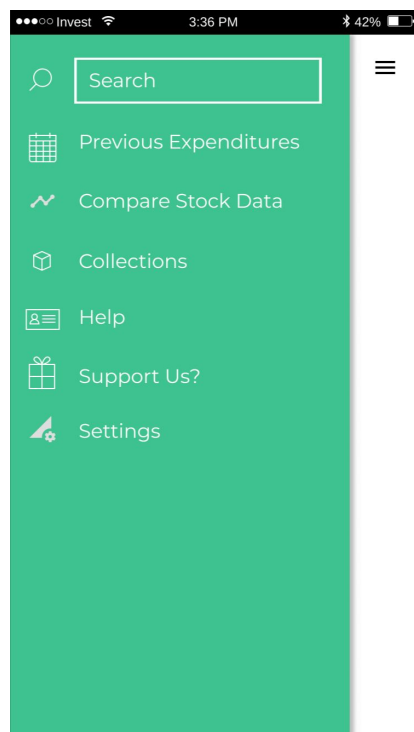 Invest 3:36 PM 42%
Search
Previous Expenditures
Compare Stock Data
Collections
Help
Support Us?
Settings